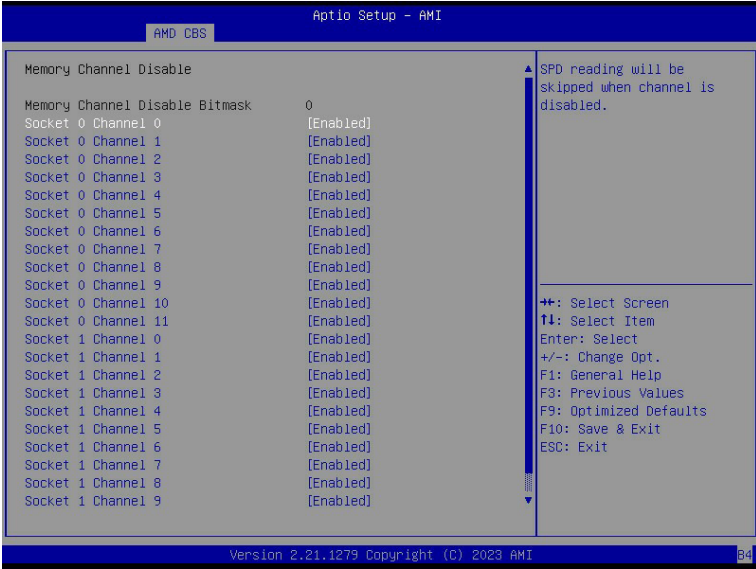 Aptio Setup - AMI
AMD CBS
Memory Channel Disable
Memory Channel Disable Bitmask 0
Socket 0 Channel 0 [Enabled]
Socket 0 Channel 1 [Enabled]
Socket 0 Channel 2 [Enabled]
Socket 0 Channel 3 [Enabled]
Socket 0 Channel 4 [Enabled]
Socket 0 Channel 5 [Enabled]
Socket 0 Channel 6 [Enabled]
Socket 0 Channel 7 [Enabled]
Socket 0 Channel 8 [Enabled]
Socket 0 Channel 9 [Enabled]
Socket 0 Channel 10 [Enabled]
Socket 0 Channel 11 [Enabled]
Socket 1 Channel 0 [Enabled]
Socket 1 Channel 1 [Enabled]
Socket 1 Channel 2 [Enabled]
Socket 1 Channel 3 [Enabled]
Socket 1 Channel 4 [Enabled]
Socket 1 Channel 5 [Enabled]
Socket 1 Channel 6 [Enabled]
Socket 1 Channel 7 [Enabled]
Socket 1 Channel 8 [Enabled]
Socket 1 Channel 9 [Enabled]
SPD reading will be
skipped when channel is
disabled.
→←: Select Screen
↑↓: Select Item
Enter: Select
+/-: Change Opt.
F1: General Help
F3: Previous Values
F9: Optimized Defaults
F10: Save & Exit
ESC: Exit
Version 2.21.1279 Copyright (C) 2023 AMI
B4